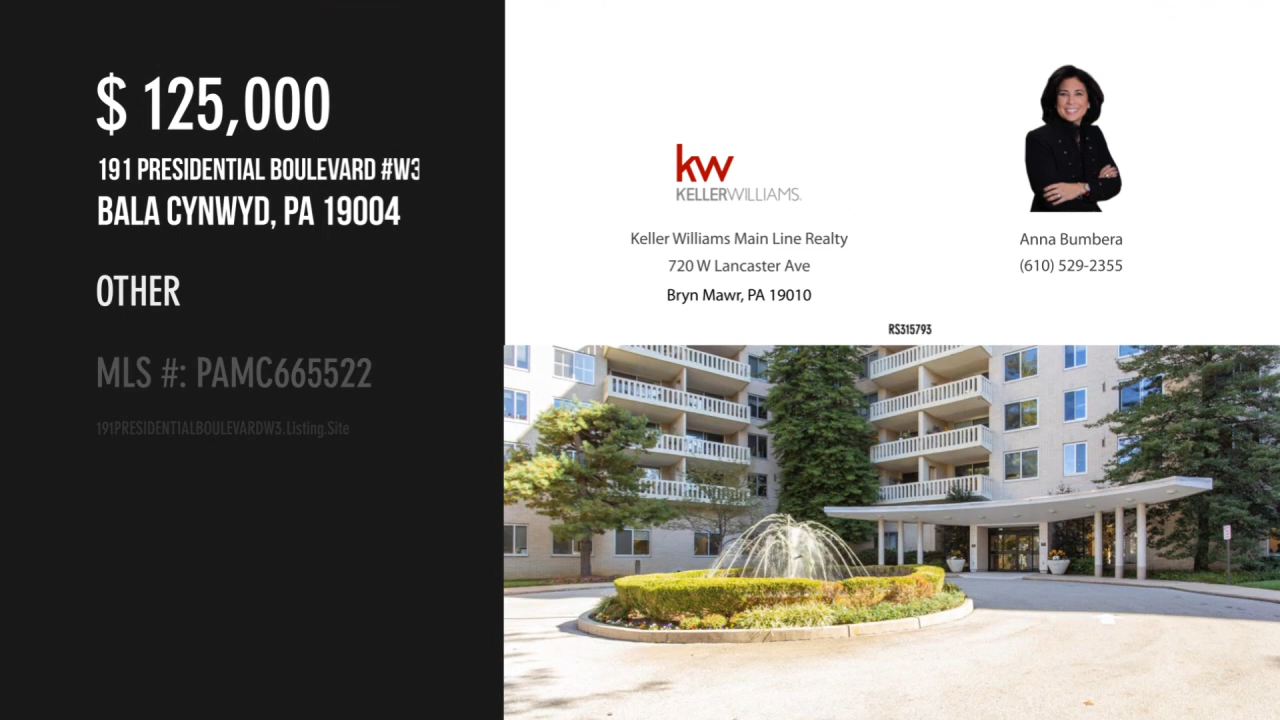 $ 125,000
191 PRESIDENTIAL BOULEVARD #W3
BALA CYNWYD, PA 19004
OTHER
MLS #: PAMC665522
191PRESIDENTIALBOULEVARDW3.Listing.Site
kw
KELLERWILLIAMS.
Keller Williams Main Line Realty
720 W Lancaster Ave
Bryn Mawr, PA 19010
Anna Bumbera
(610) 529-2355
RS315793